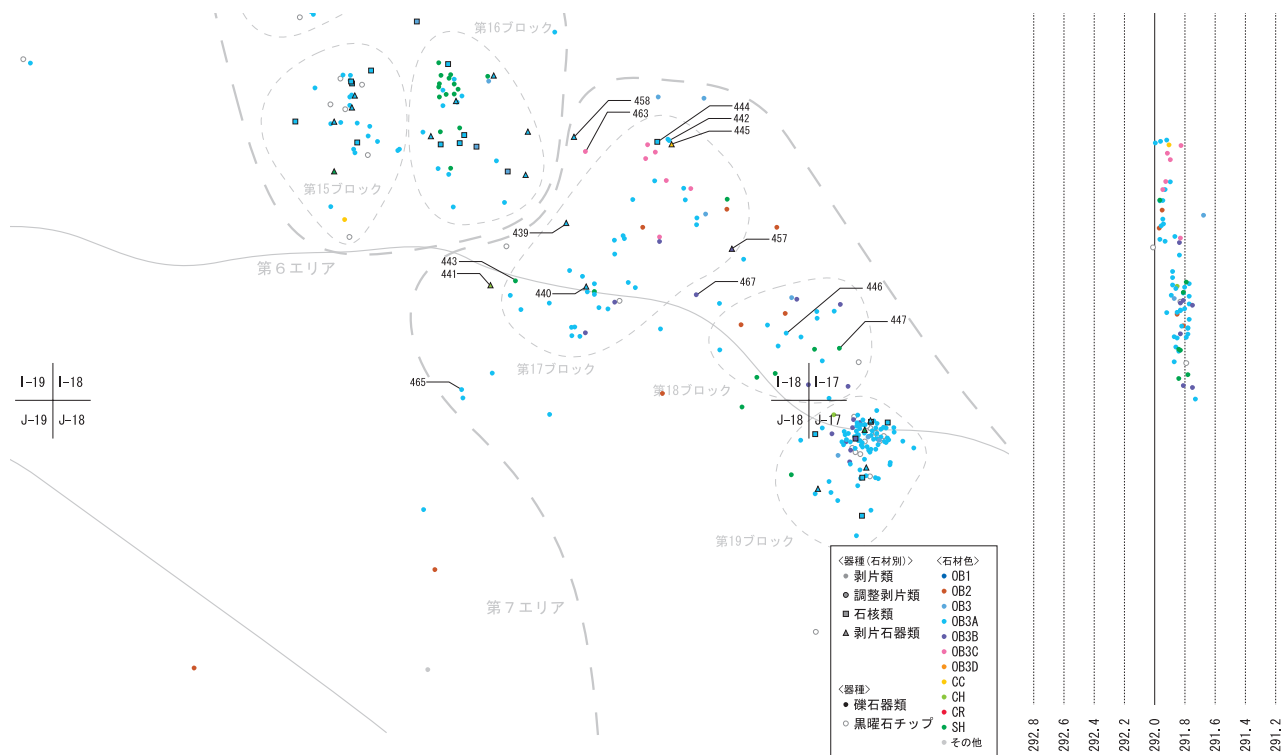 第16ブロック
458
463
444
442
445
第15ブロック
439
457
443
第6エリア
441
440
467
446
447
第17ブロック
I-19 I-18
J-19 J-18
465
第18ブロック
I-18 I-17
J-18 J-17
第19ブロック
第7エリア
<器種(石材別)>
剥片類
調整剥片類
石核類
剥片石器類
<器種>
礫石器類
黒曜石チップ
<石材色>
OB1
OB2
OB3
OB3A
OB3B
OB3C
OB3D
CC
CH
CR
SH
その他
292.8
292.6
292.4
292.2
292.0
291.8
291.6
291.4
291.2